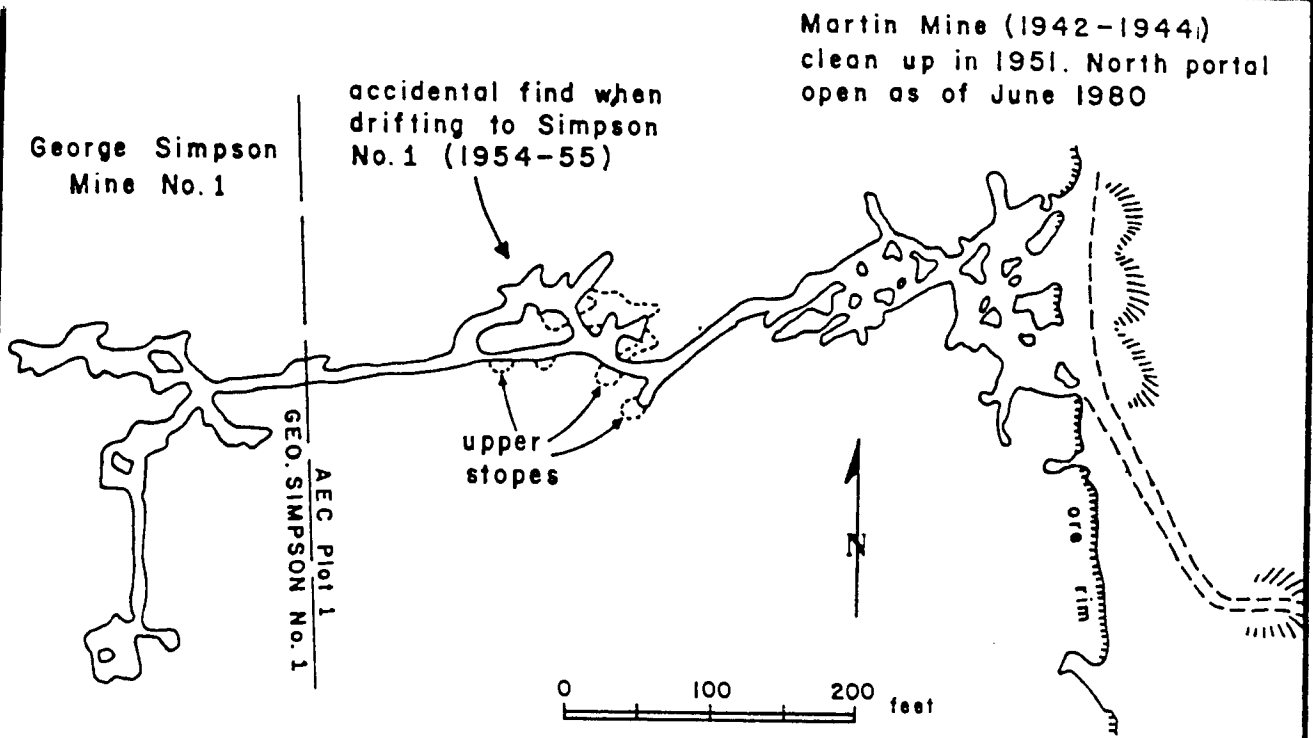 Martin Mine (1942-1944)
clean up in 1951. North portal
open as of June 1980
accidental find when
drifting to Simpson
No. 1 (1954-55)
George Simpson
Mine No. 1
upper
stopes
AEC Plot 1
GEO. SIMPSON No. 1
N
ore rim
0 100 200 feet